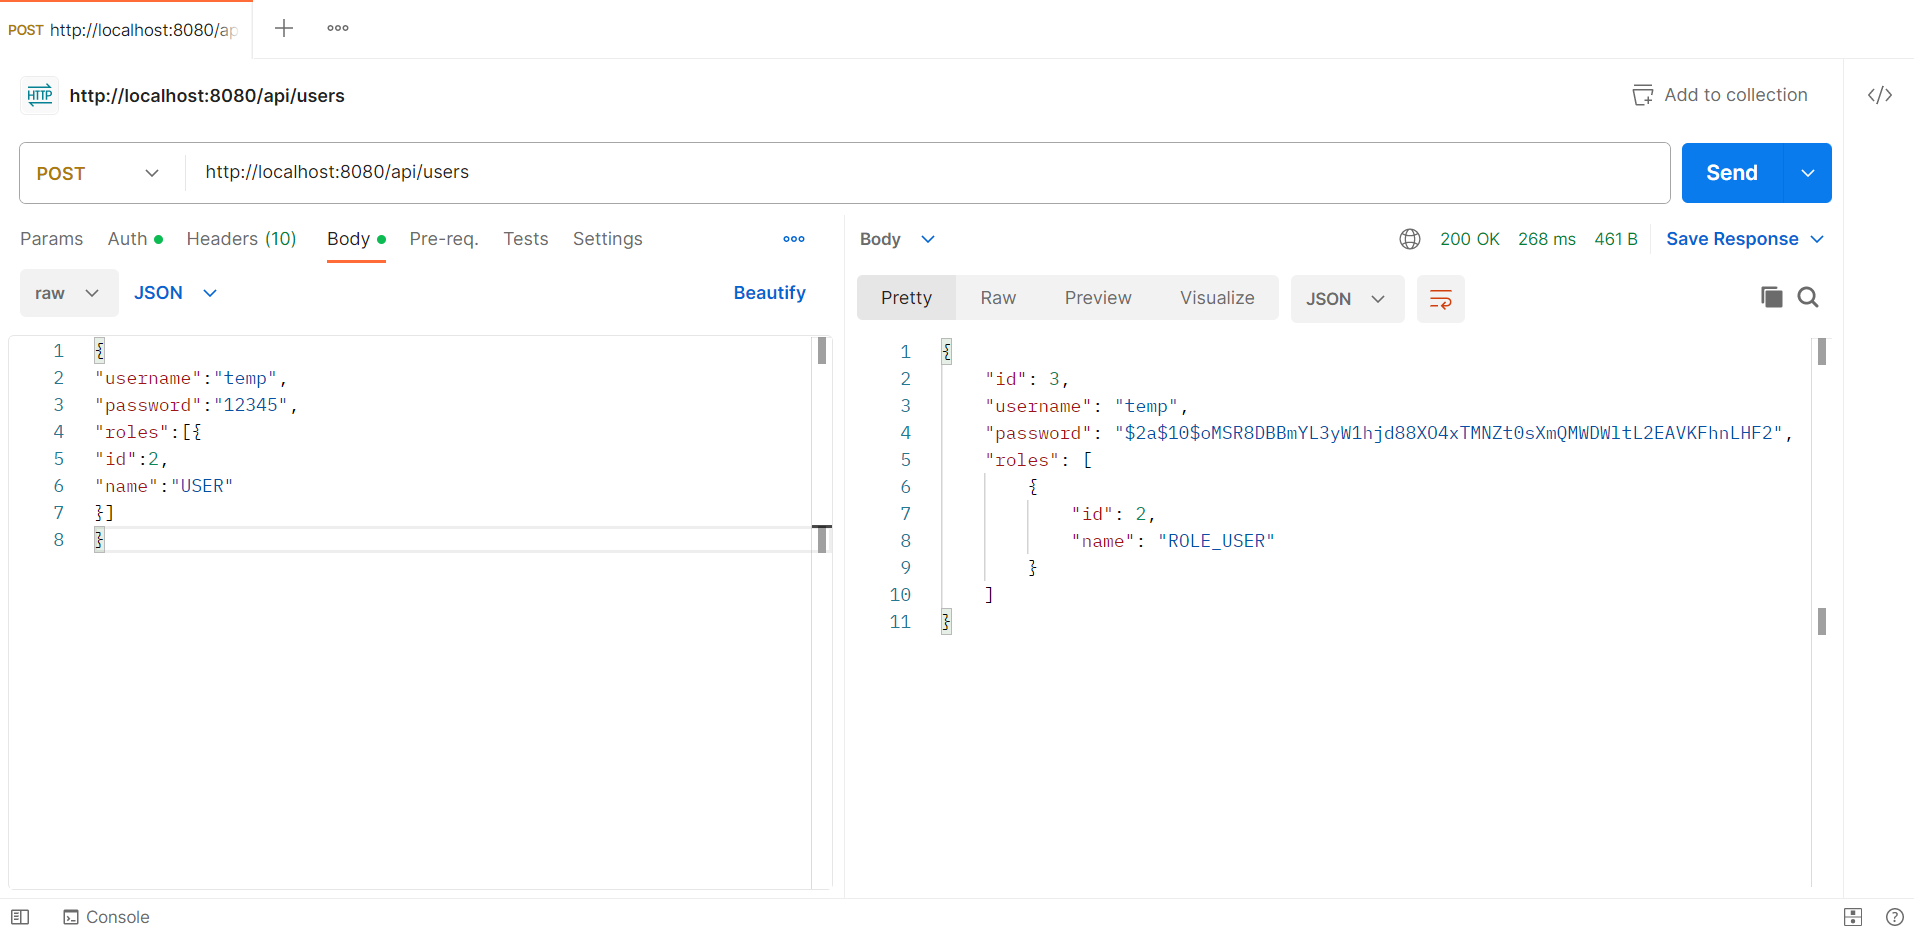 POST http://localhost:8080/ap
HTTP http://localhost:8080/api/users
Add to collection
</>
POST http://localhost:8080/api/users
Send
Params Auth Headers (10) Body Pre-req. Tests Settings
raw JSON Beautify
1 {
2 "username":"temp",
3 "password":"12345",
4 "roles":[{
5 "id":2,
6 "name":"USER"
7 }]
8 }
Body 200 OK 268 ms 461 B Save Response
Pretty Raw Preview Visualize JSON
1 {
2 "id": 3,
3 "username": "temp",
4 "password": "$2a$10$oMSR8DBBmYL3yW1hjd88XO4xTMNZt0sXmQMWDWltL2EAVKFhnLHF2",
5 "roles": [
6 {
7 "id": 2,
8 "name": "ROLE_USER"
9 }
10 ]
11 }
Console